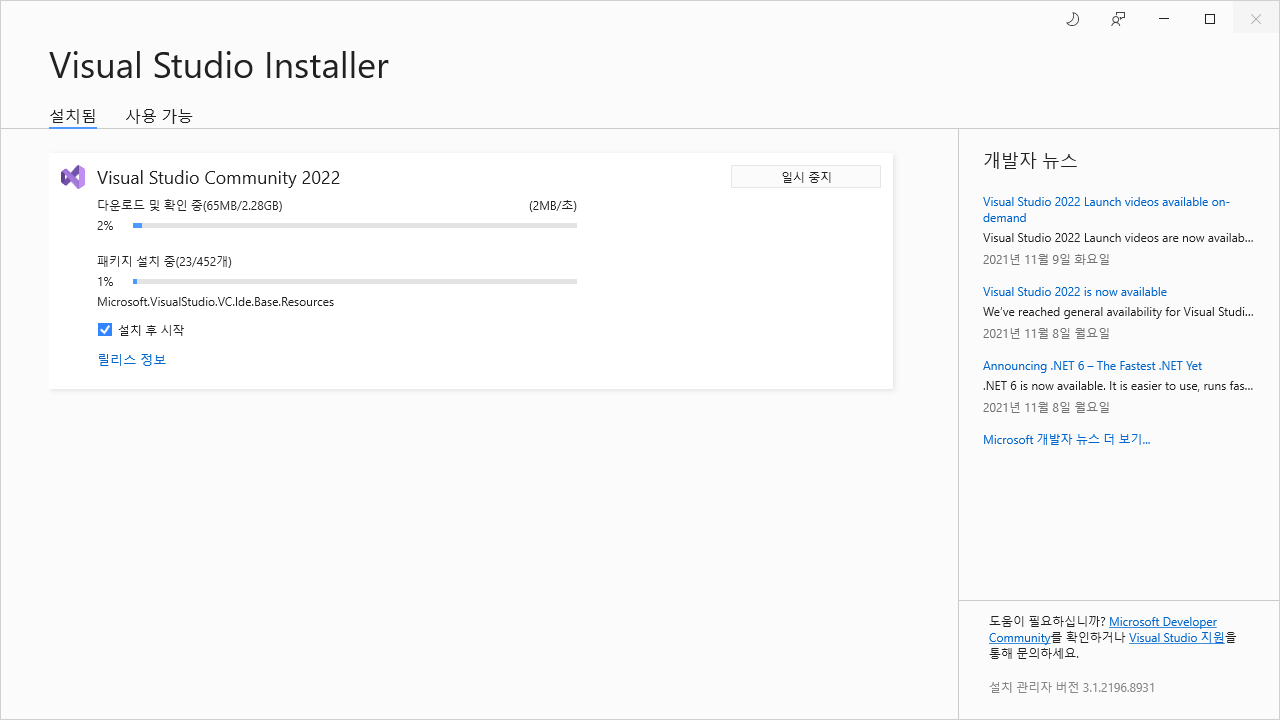 Visual Studio Installer
설치됨
사용 가능
Visual Studio Community 2022
일시 중지
다운로드 및 확인 중(65MB/2.28GB)
(2MB/초)
2%
패키지 설치 중(23/452개)
1%
Microsoft.VisualStudio.VC.Ide.Base.Resources
설치 후 시작
릴리스 정보
개발자 뉴스
Visual Studio 2022 Launch videos available on-
demand
Visual Studio 2022 Launch videos are now availab...
2021년 11월 9일 화요일
Visual Studio 2022 is now available
We've reached general availability for Visual Studi...
2021년 11월 8일 월요일
Announcing .NET 6 – The Fastest .NET Yet
.NET 6 is now available. It is easier to use, runs fas...
2021년 11월 8일 월요일
Microsoft 개발자 뉴스 더 보기...
도움이 필요하십니까? Microsoft Developer
Community를 확인하거나 Visual Studio 지원을
통해 문의하세요.
설치 관리자 버전 3.1.2196.8931